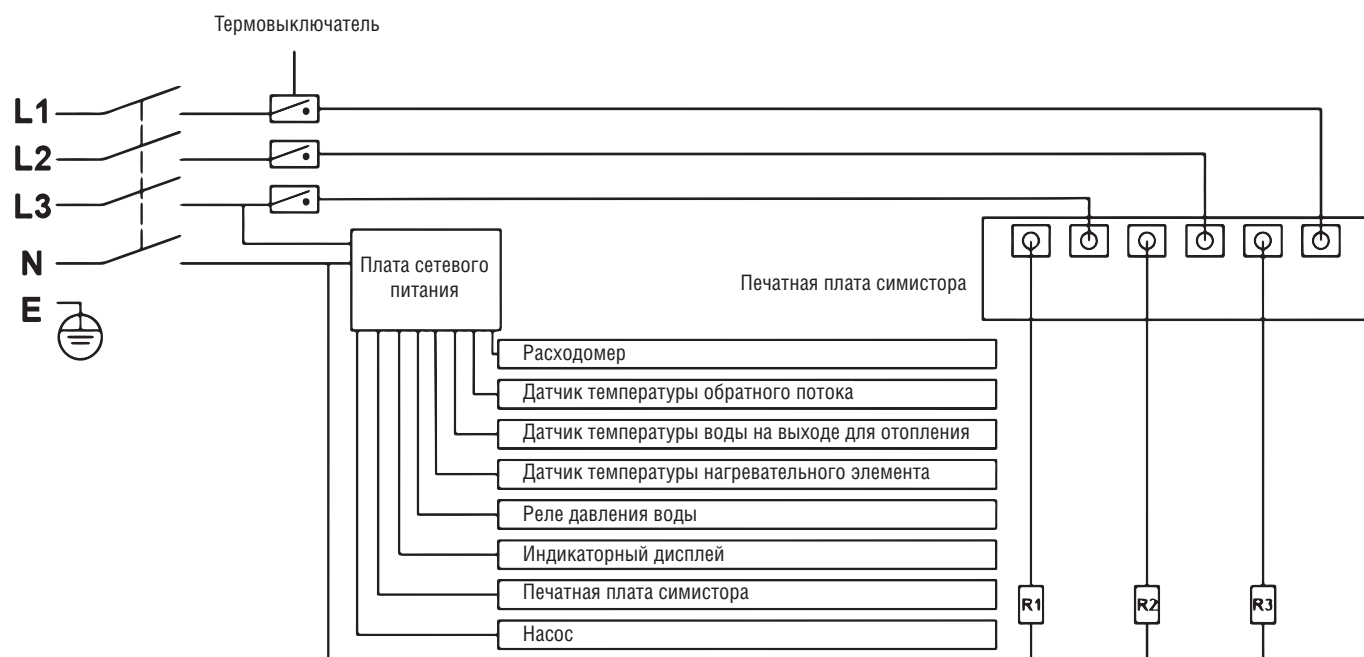 Термовыключатель
L1
L2
L3
N
E
Плата сетевого
питания
Печатная плата симистора
Расходомер
Датчик температуры обратного потока
Датчик температуры воды на выходе для отопления
Датчик температуры нагревательного элемента
Реле давления воды
Индикаторный дисплей
Печатная плата симистора
Насос
R1
R2
R3